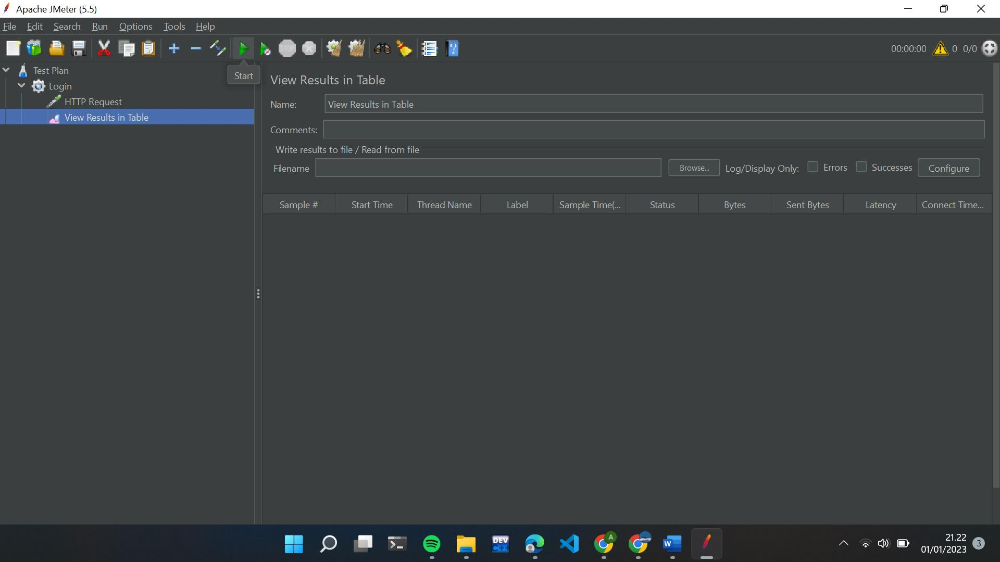 Apache JMeter (5.5)
File Edit Search Run Options Tools Help
STOP
00:00:00 0 0/0
Test Plan
Start
Login
View Results in Table
HTTP Request
Name: View Results in Table
View Results in Table
Comments:
Write results to file / Read from file
Filename Browse... Log/Display Only: Errors Successes Configure
Sample # Start Time Thread Name Label Sample Time(... Status Bytes Sent Bytes Latency Connect Time...
DEV
C++
A
W
21.22
01/01/2023
3